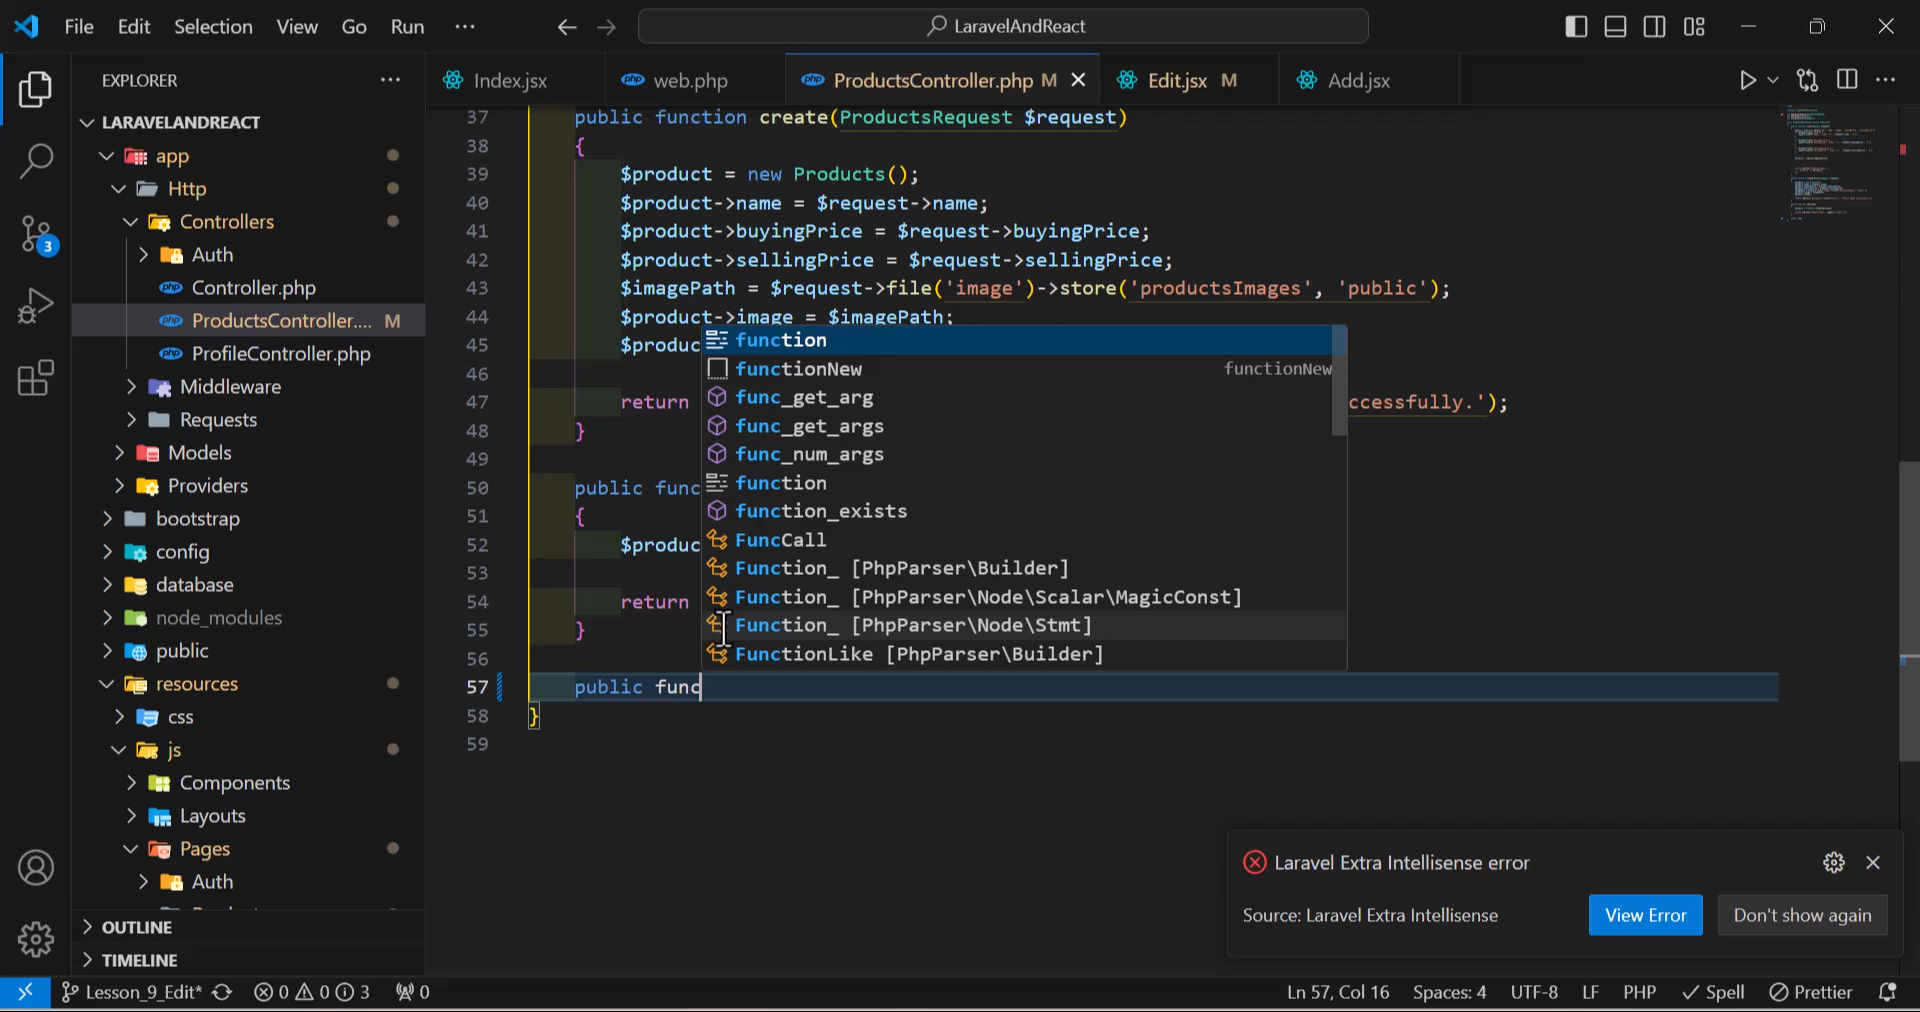 File Edit Selection View Go Run ··· LaravelAndReact
EXPLORER ···
LARAVELANDREACT
app
Http
Controllers
Auth
Controller.php
ProductsController.... M
ProfileController.php
Middleware
Requests
Models
Providers
bootstrap
config
database
node_modules
public
resources
css
js
Components
Layouts
Pages
Auth
OUTLINE
TIMELINE
3
Index.jsx web.php ProductsController.php M Edit.jsx M Add.jsx
37 public function create(ProductsRequest $request)
38 {
39 $product = new Products();
40 $product->name = $request->name;
41 $product->buyingPrice = $request->buyingPrice;
42 $product->sellingPrice = $request->sellingPrice;
43 $imagePath = $request->file('image')->store('productsImages', 'public');
44 $product->image = $imagePath;
45 $produc
46
47 return ccessfully.');
48 }
49
50 public func
51 {
52 $produc
53
54 return
55 }
56
57 public func
58 }
59
function
functionNew functionNew
func_get_arg
func_get_args
func_num_args
function
function_exists
FuncCall
Function_ [PhpParser\Builder]
Function_ [PhpParser\Node\Scalar\MagicConst]
Function_ [PhpParser\Node\Stmt]
FunctionLike [PhpParser\Builder]
Laravel Extra Intellisense error
Source: Laravel Extra Intellisense View Error Don't show again
Lesson_9_Edit* 0 0 3 0 Ln 57, Col 16 Spaces: 4 UTF-8 LF PHP Spell Prettier